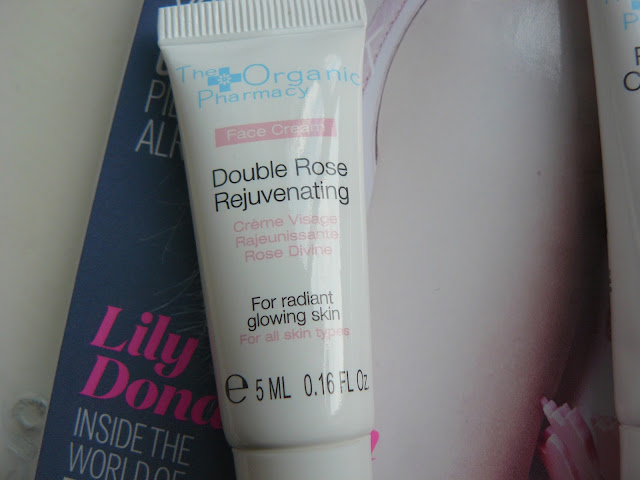 The Organic
Pharmacy
Face Cream
Double Rose
Rejuvenating
Crème Visage
Rajeunissante
Rose Divine
For radiant
glowing skin
For all skin types
e 5 ML 0.16 FL Oz
Lily
Dona
INSIDE THE
WORLD OF
Pharmacy